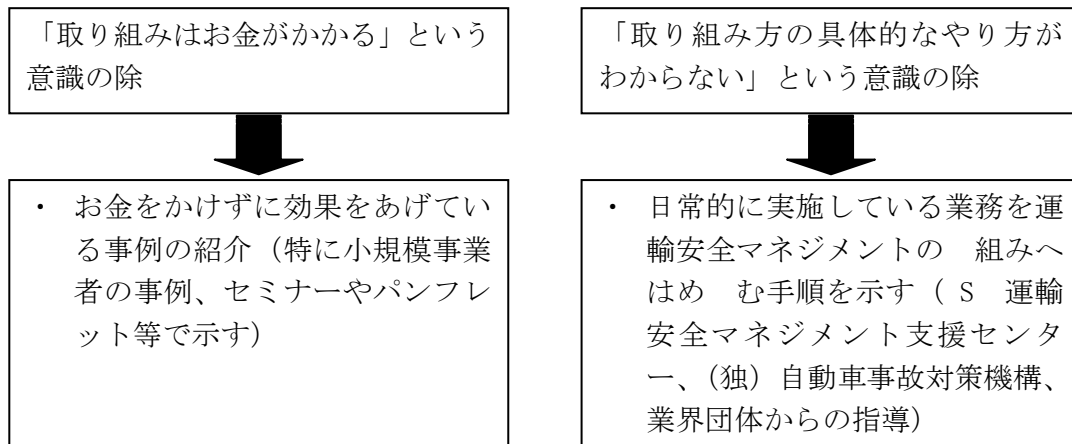 「取り組みはお金がかかる」という
意識の除
「取り組み方の具体的なやり方が
わからない」という意識の除
・ お金をかけずに効果をあげてい
る事例の紹介（特に小規模事業
者の事例、セミナーやパンフレ
ット等で示す）
・ 日常的に実施している業務を運
輸安全マネジメントの　組みへ
はめ　む手順を示す（ S　運輸
安全マネジメント支援センタ
ー、（独）自動車事故対策機構、
業界団体からの指導）